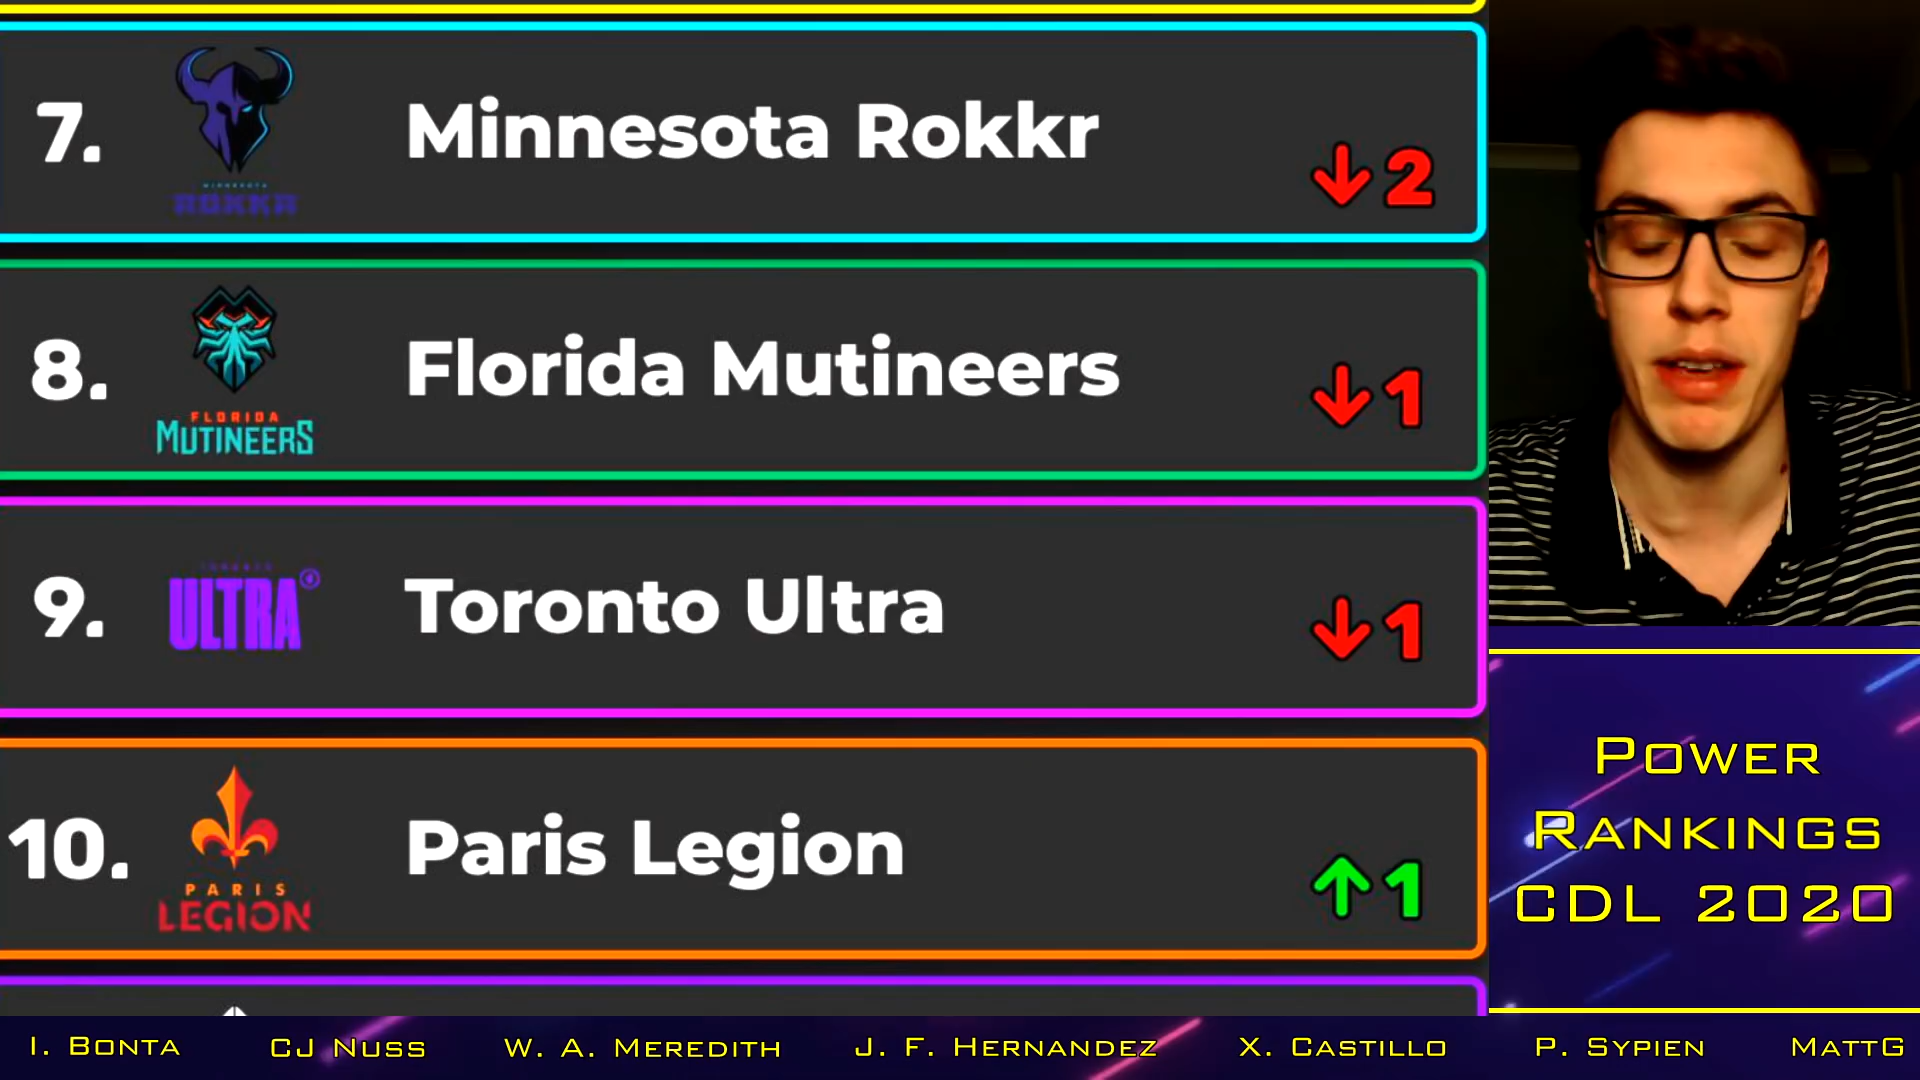 7.
MINNESOTA
ROKKR
Minnesota Rokkr
↓2
8.
FLORIDA
MUTINEERS
Florida Mutineers
↓1
9.
TORONTO
ULTRA
Toronto Ultra
↓1
10.
PARIS
LEGION
Paris Legion
↑1
POWER
RANKINGS
CDL 2020
I. BONTA
CJ NUSS
W. A. MEREDITH
J. F. HERNANDEZ
X. CASTILLO
P. SYPIEN
MATTG